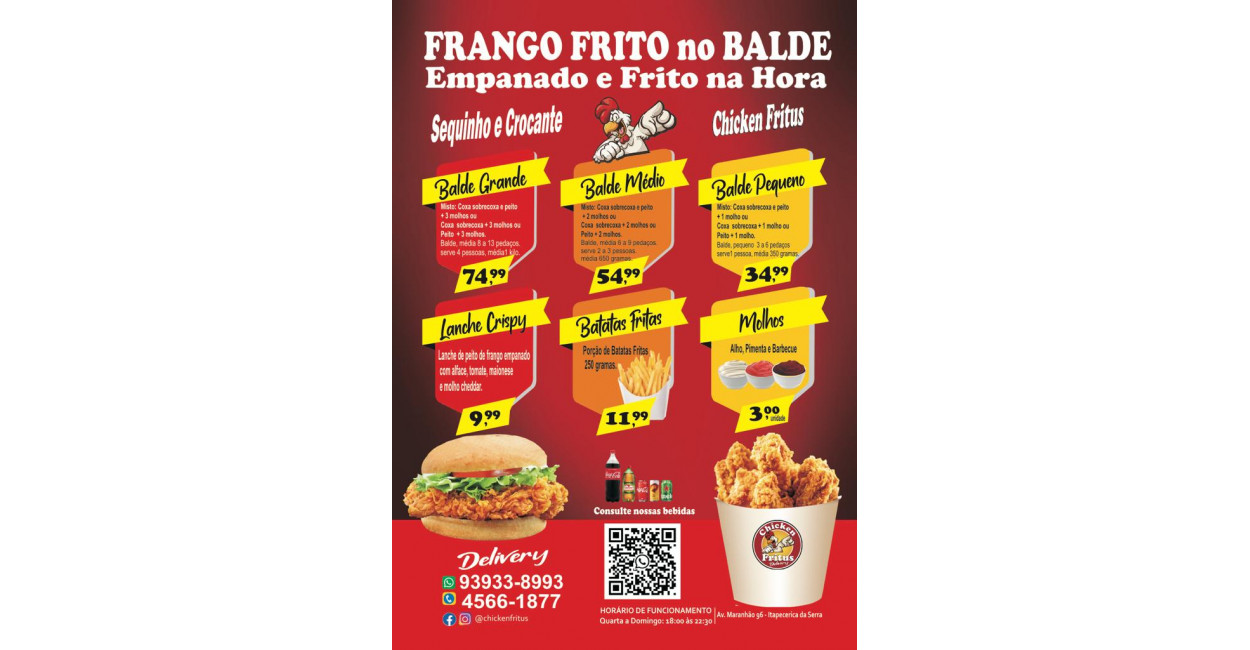 FRANGO FRITO no BALDE
Empanado e Frito na Hora
Sequinho e Crocante
Chicken Fritus
Balde Grande
Misto: Coxa sobrecoxa e peito
+ 3 molhos ou
Coxa sobrecoxa + 3 molhos ou
Peito + 3 molhos.
Balde, média 8 a 13 pedaços.
serve 4 pessoas, média1 kilo.
74,99
Balde Médio
Misto: Coxa sobrecoxa e peito
+ 2 molhos ou
Coxa sobrecoxa + 2 molhos ou
Peito + 2 molhos.
Balde, média 6 a 9 pedaços
serve 2 a 3 pessoas.
média 650 gramas.
54,99
Balde Pequeno
Misto: Coxa sobrecoxa e peito
+ 1 molho ou
Coxa sobrecoxa + 1 molho ou
Peito + 1 molho.
Balde, pequeno 3 a 6 pedaços
serve1 pessoa, média 350 gramas.
34,99
Lanche Crispy
Lanche de peito de frango empanado
com alface, tomate, maionese
e molho cheddar.
9,99
Batatas Fritas
Porção de Batatas Fritas
250 gramas.
11,99
Molhos
Alho, Pimenta e Barbecue
3,00
unidade
Consulte nossas bebidas
Delivery
93933-8993
4566-1877
@chickenfritus
HORÁRIO DE FUNCIONAMENTO
Quarta a Domingo: 18:00 às 22:30
Av. Maranhão 96 - Itapecerica da Serra
Chicken
Fritus
Delivery